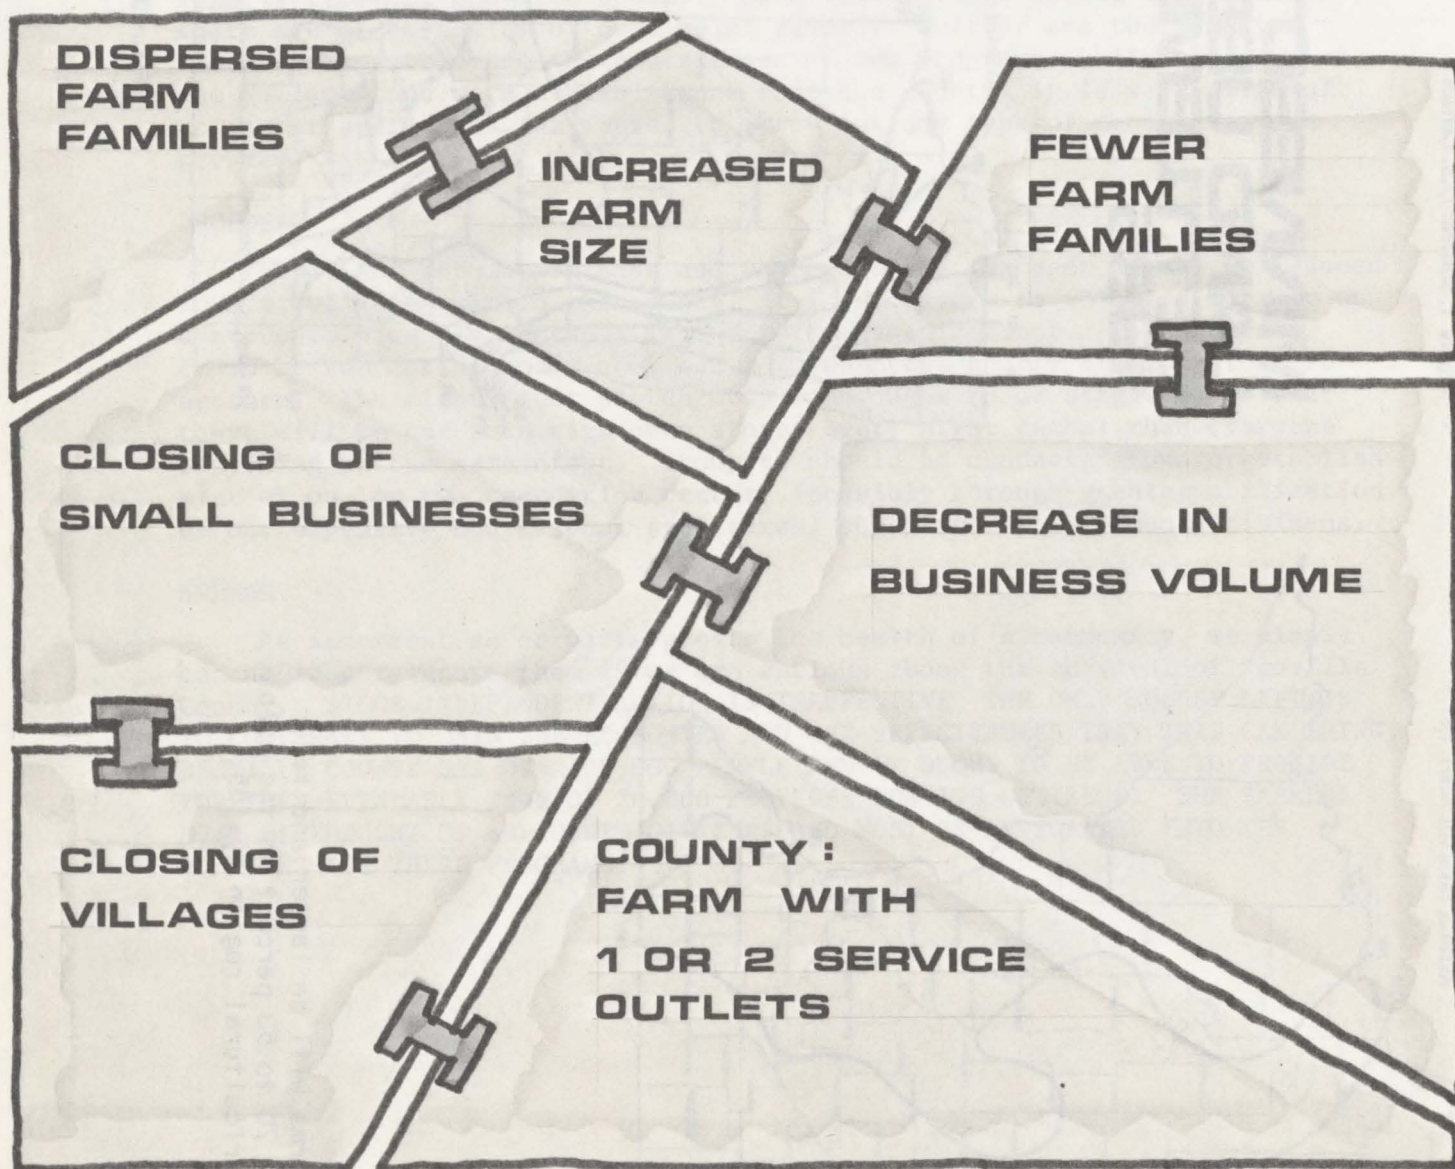 DISPERSED
FARM
FAMILIES
INCREASED
FARM
SIZE
FEWER
FARM
FAMILIES
CLOSING OF
SMALL BUSINESSES
DECREASE IN
BUSINESS VOLUME
CLOSING OF
VILLAGES
COUNTY:
FARM WITH
1 OR 2 SERVICE
OUTLETS